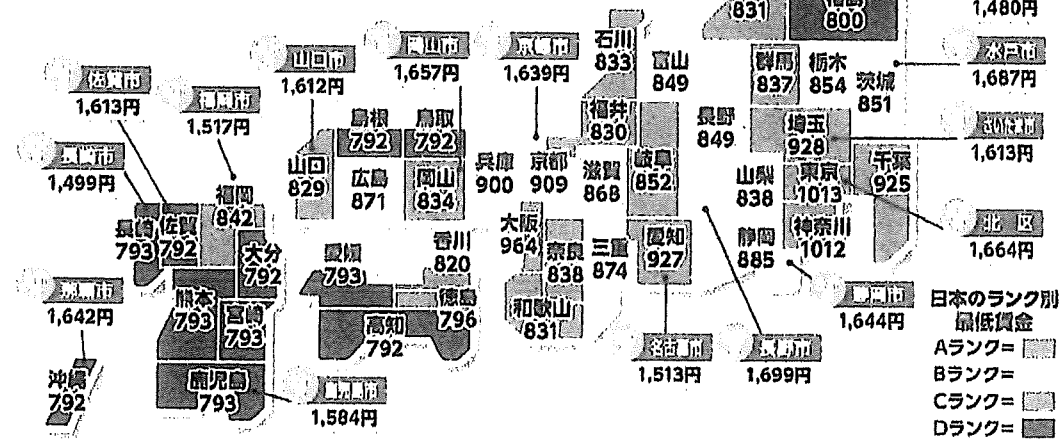 831
福島
800
1,480円
水戸市
1,687円
岡山市
1,657円
京都市
1,639円
石川
833
富山
849
群馬
837
栃木
854
茨城
851
山口市
1,612円
佐賀市
1,613円
福岡市
1,517円
島根
792
鳥取
792
福井
830
長野
849
埼玉
928
さいたま市
1,613円
長崎市
1,499円
山口
829
広島
871
岡山
834
兵庫
900
京都
909
滋賀
868
岐阜
852
山梨
838
東京
1013
千葉
925
福岡
842
長崎
793
佐賀
792
大分
792
愛媛
793
香川
820
大阪
964
奈良
838
三重
874
愛知
927
静岡
885
神奈川
1012
北 区
1,664円
那覇市
1,642円
熊本
793
宮崎
793
高知
792
徳島
796
和歌山
831
静岡市
1,644円
日本のランク別
最低賃金
Aランク=
Bランク=
Cランク=
Dランク=
名古屋市
1,513円
長野市
1,699円
沖縄
792
鹿児島
793
鹿児島市
1,584円